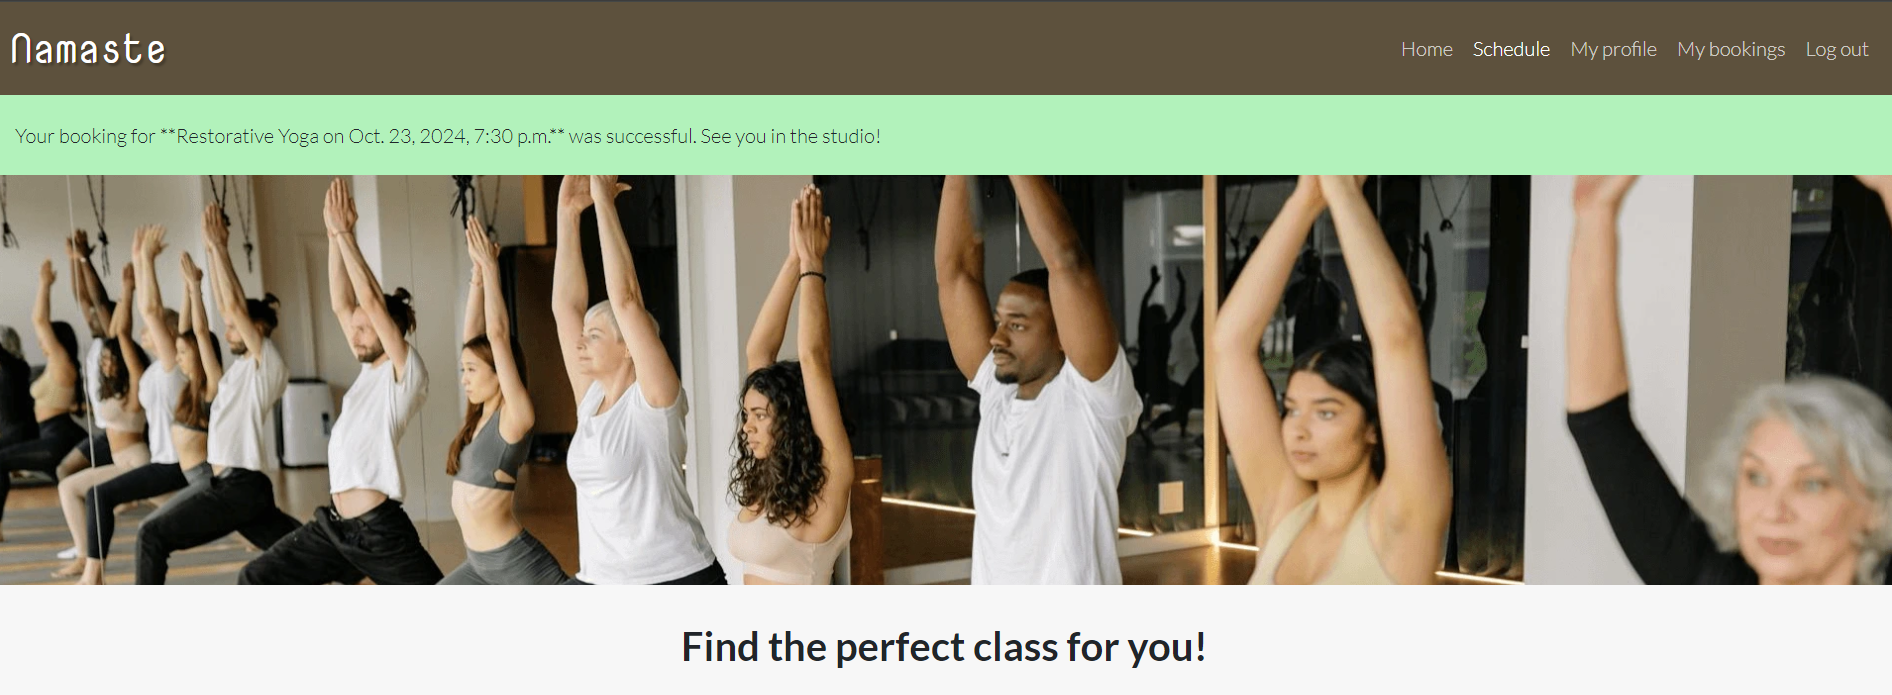 Namaste
Home Schedule My profile My bookings Log out
Your booking for **Restorative Yoga on Oct. 23, 2024, 7:30 p.m.** was successful. See you in the studio!
Find the perfect class for you!